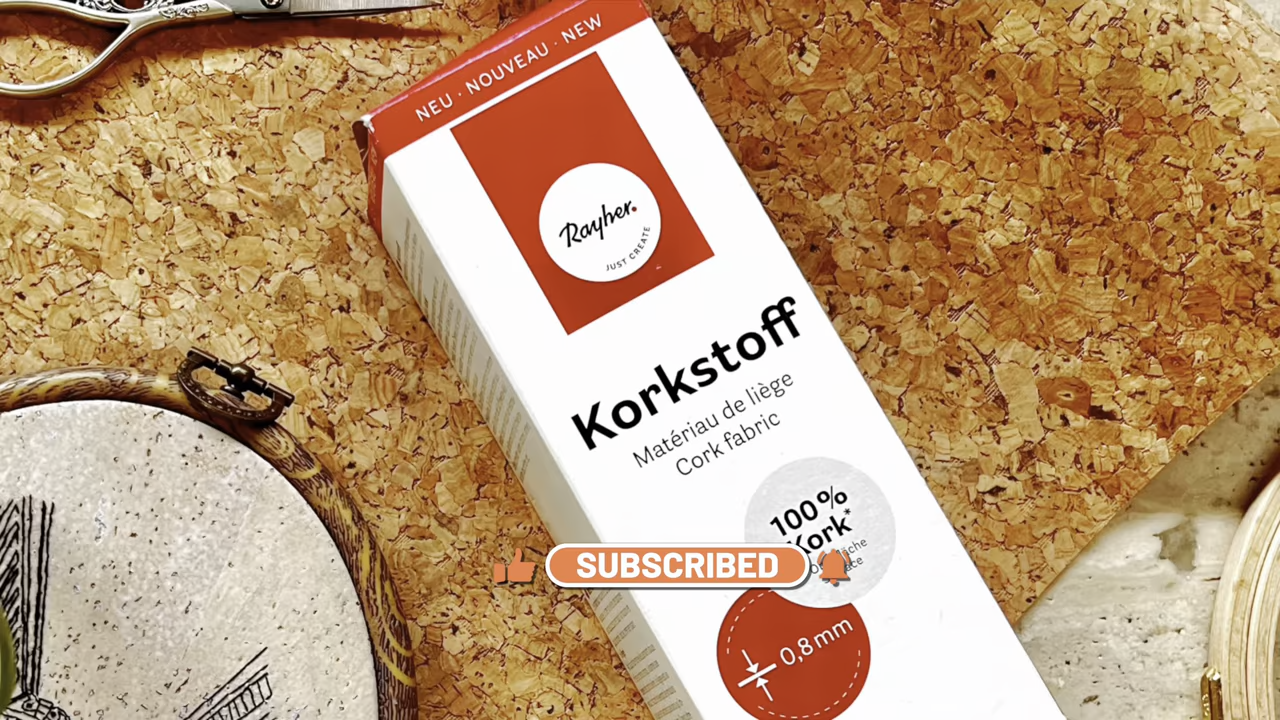 NEU · NOUVEAU · NEW
Rayher.
JUST CREATE
Korkstoff
Matériau de liège
Cork fabric
100%
Kork*
SUBSCRIBED
0,8 mm